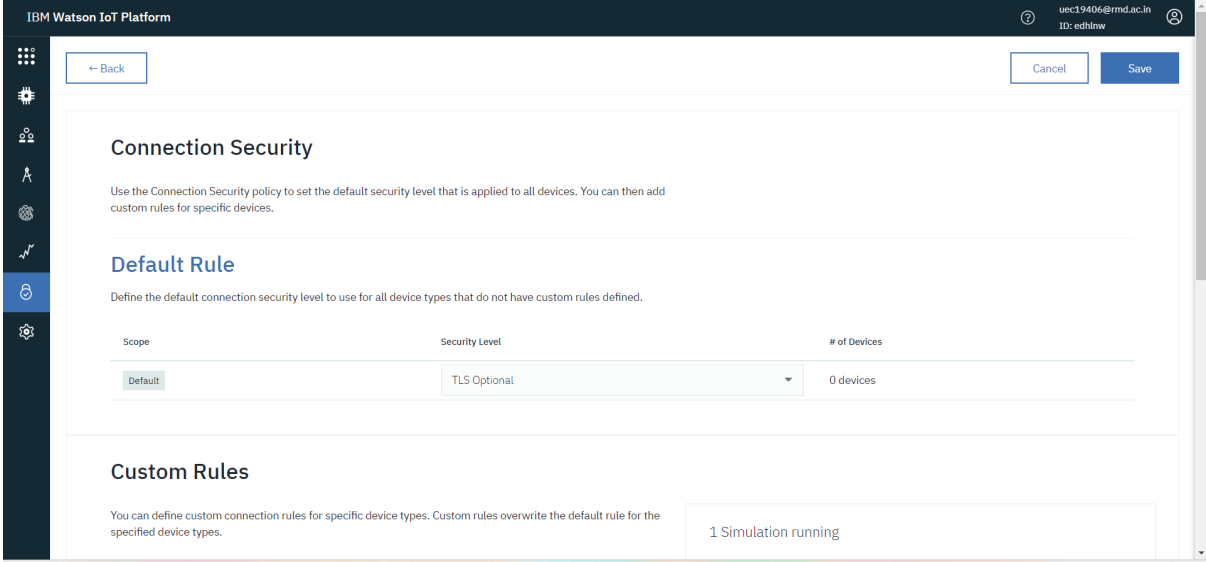 IBM Watson IoT Platform
uec19406@rmd.ac.in
ID: edhlnw
← Back
Cancel
Save
Connection Security
Use the Connection Security policy to set the default security level that is applied to all devices. You can then add
custom rules for specific devices.
Default Rule
Define the default connection security level to use for all device types that do not have custom rules defined.
Scope
Security Level
# of Devices
Default
TLS Optional
0 devices
Custom Rules
You can define custom connection rules for specific device types. Custom rules overwrite the default rule for the
specified device types.
1 Simulation running